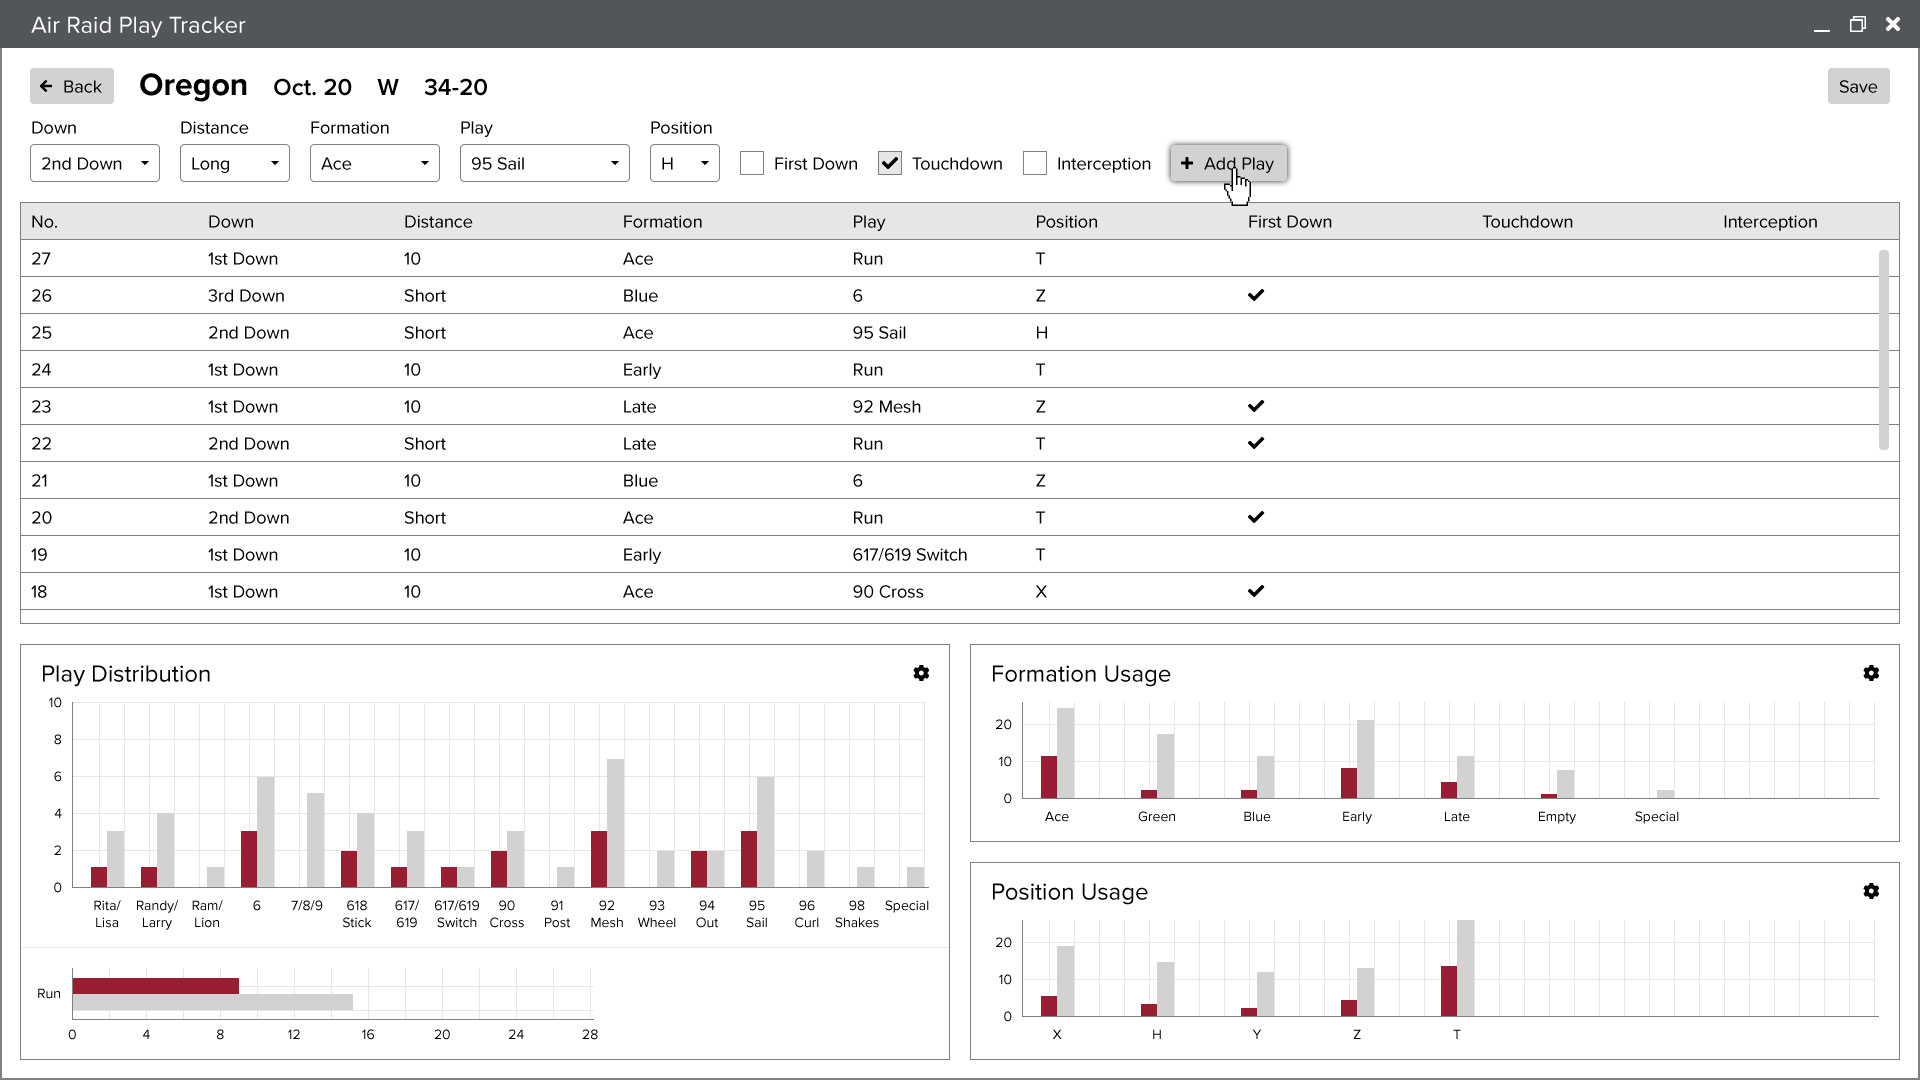 Air Raid Play Tracker
Back Oregon Oct. 20 W 34-20 Save
Down Distance Formation Play Position
2nd Down Long Ace 95 Sail H First Down Touchdown Interception + Add Play
No. Down Distance Formation Play Position First Down Touchdown Interception
27 1st Down 10 Ace Run T
26 3rd Down Short Blue 6 Z
25 2nd Down Short Ace 95 Sail H
24 1st Down 10 Early Run T
23 1st Down 10 Late 92 Mesh Z
22 2nd Down Short Late Run T
21 1st Down 10 Blue 6 Z
20 2nd Down Short Ace Run T
19 1st Down 10 Early 617/619 Switch T
18 1st Down 10 Ace 90 Cross X
Play Distribution
10
8
6
4
2
0
Rita/ Randy/ Ram/ 6 7/8/9 618 617/ 617/619 90 91 92 93 94 95 96 98 Special
Lisa Larry Lion Stick 619 Switch Cross Post Mesh Wheel Out Sail Curl Shakes
Run
0 4 8 12 16 20 24 28
Formation Usage
20
10
0
Ace Green Blue Early Late Empty Special
Position Usage
20
10
0
X H Y Z T